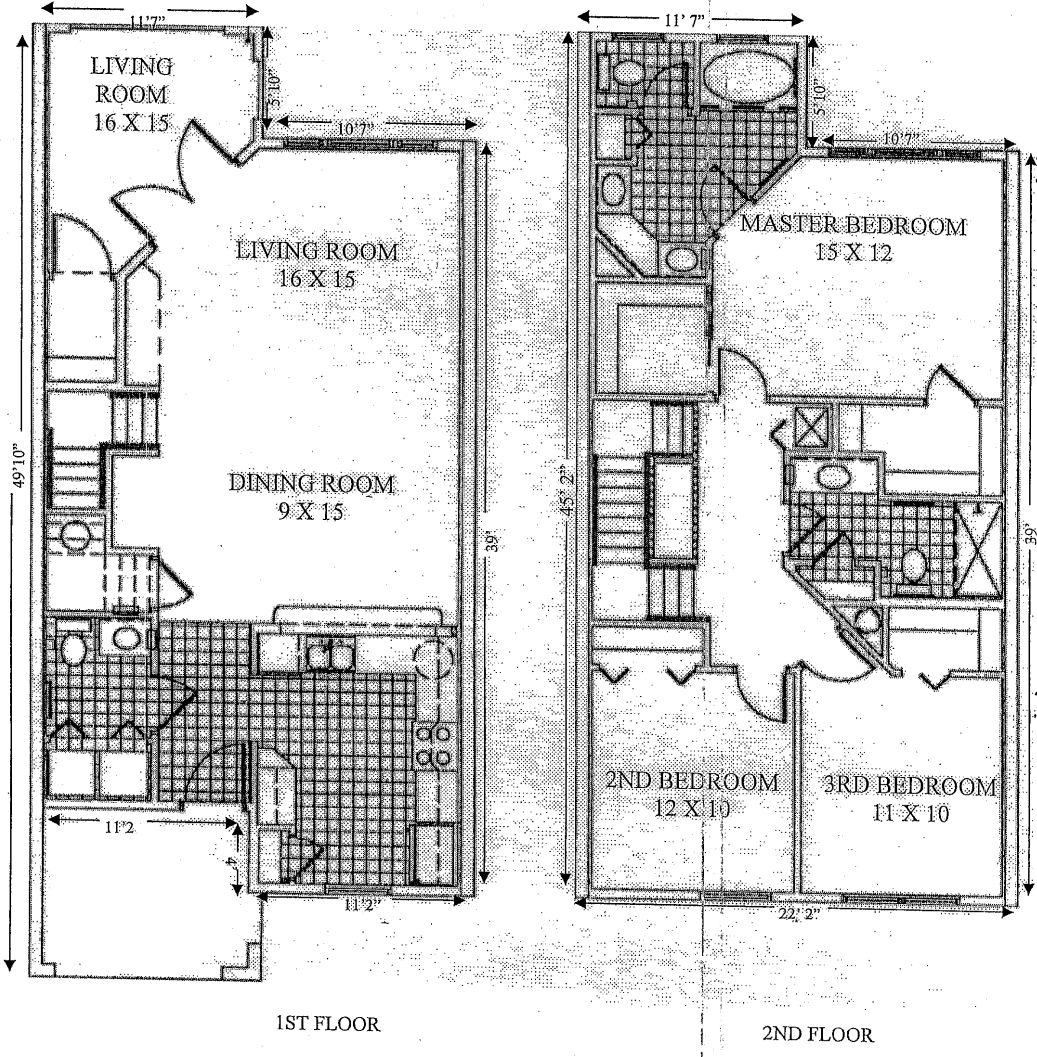 11'7"
LIVING
ROOM
16 X 15
5'10"
10'7"
LIVING ROOM
16 X 15
49'10"
DINING ROOM
9 X 15
39'
11'2
4'
11'2"
1ST FLOOR
11' 7"
5'10"
10'7"
MASTER BEDROOM
15 X 12
45' 2"
39'
2ND BEDROOM
12 X 10
3RD BEDROOM
11 X 10
22' 2"
2ND FLOOR